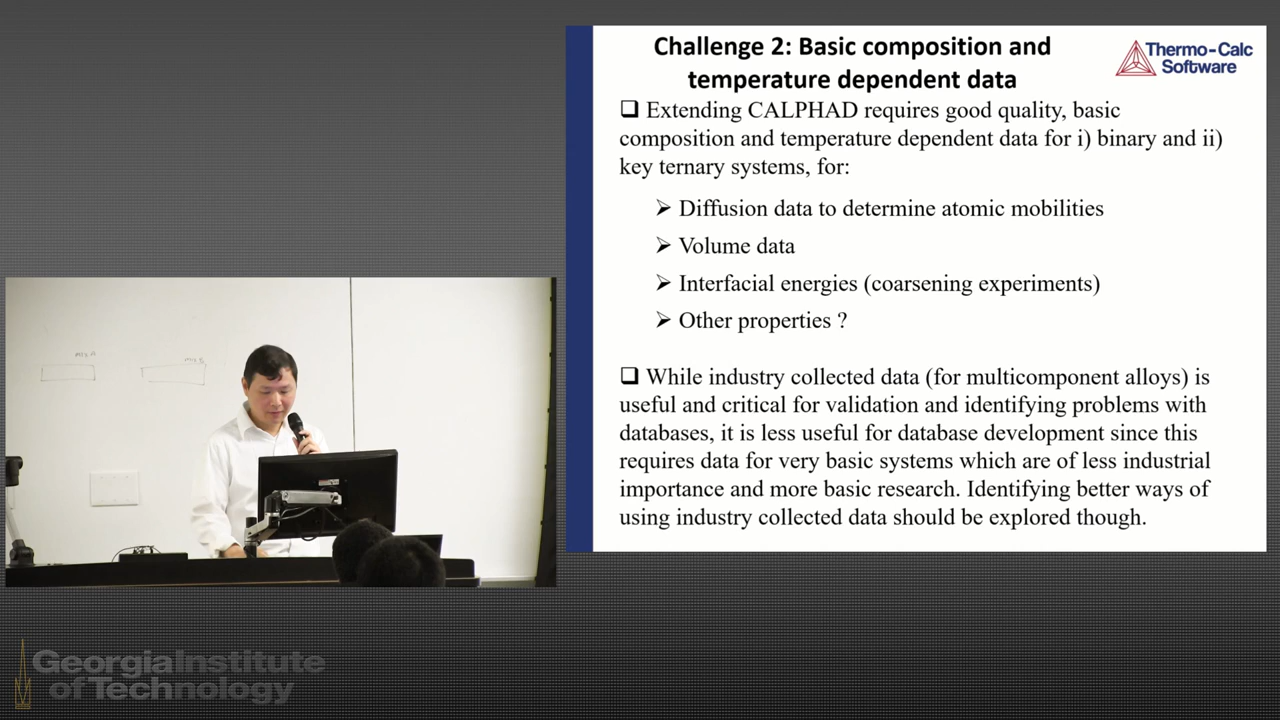 Challenge 2: Basic composition and
temperature dependent data
Thermo-Calc
Software
❑ Extending CALPHAD requires good quality, basic
composition and temperature dependent data for i) binary and ii)
key ternary systems, for:
➢ Diffusion data to determine atomic mobilities
➢ Volume data
➢ Interfacial energies (coarsening experiments)
➢ Other properties ?
❑ While industry collected data (for multicomponent alloys) is
useful and critical for validation and identifying problems with
databases, it is less useful for database development since this
requires data for very basic systems which are of less industrial
importance and more basic research. Identifying better ways of
using industry collected data should be explored though.
GeorgiaInstitute
of Technology